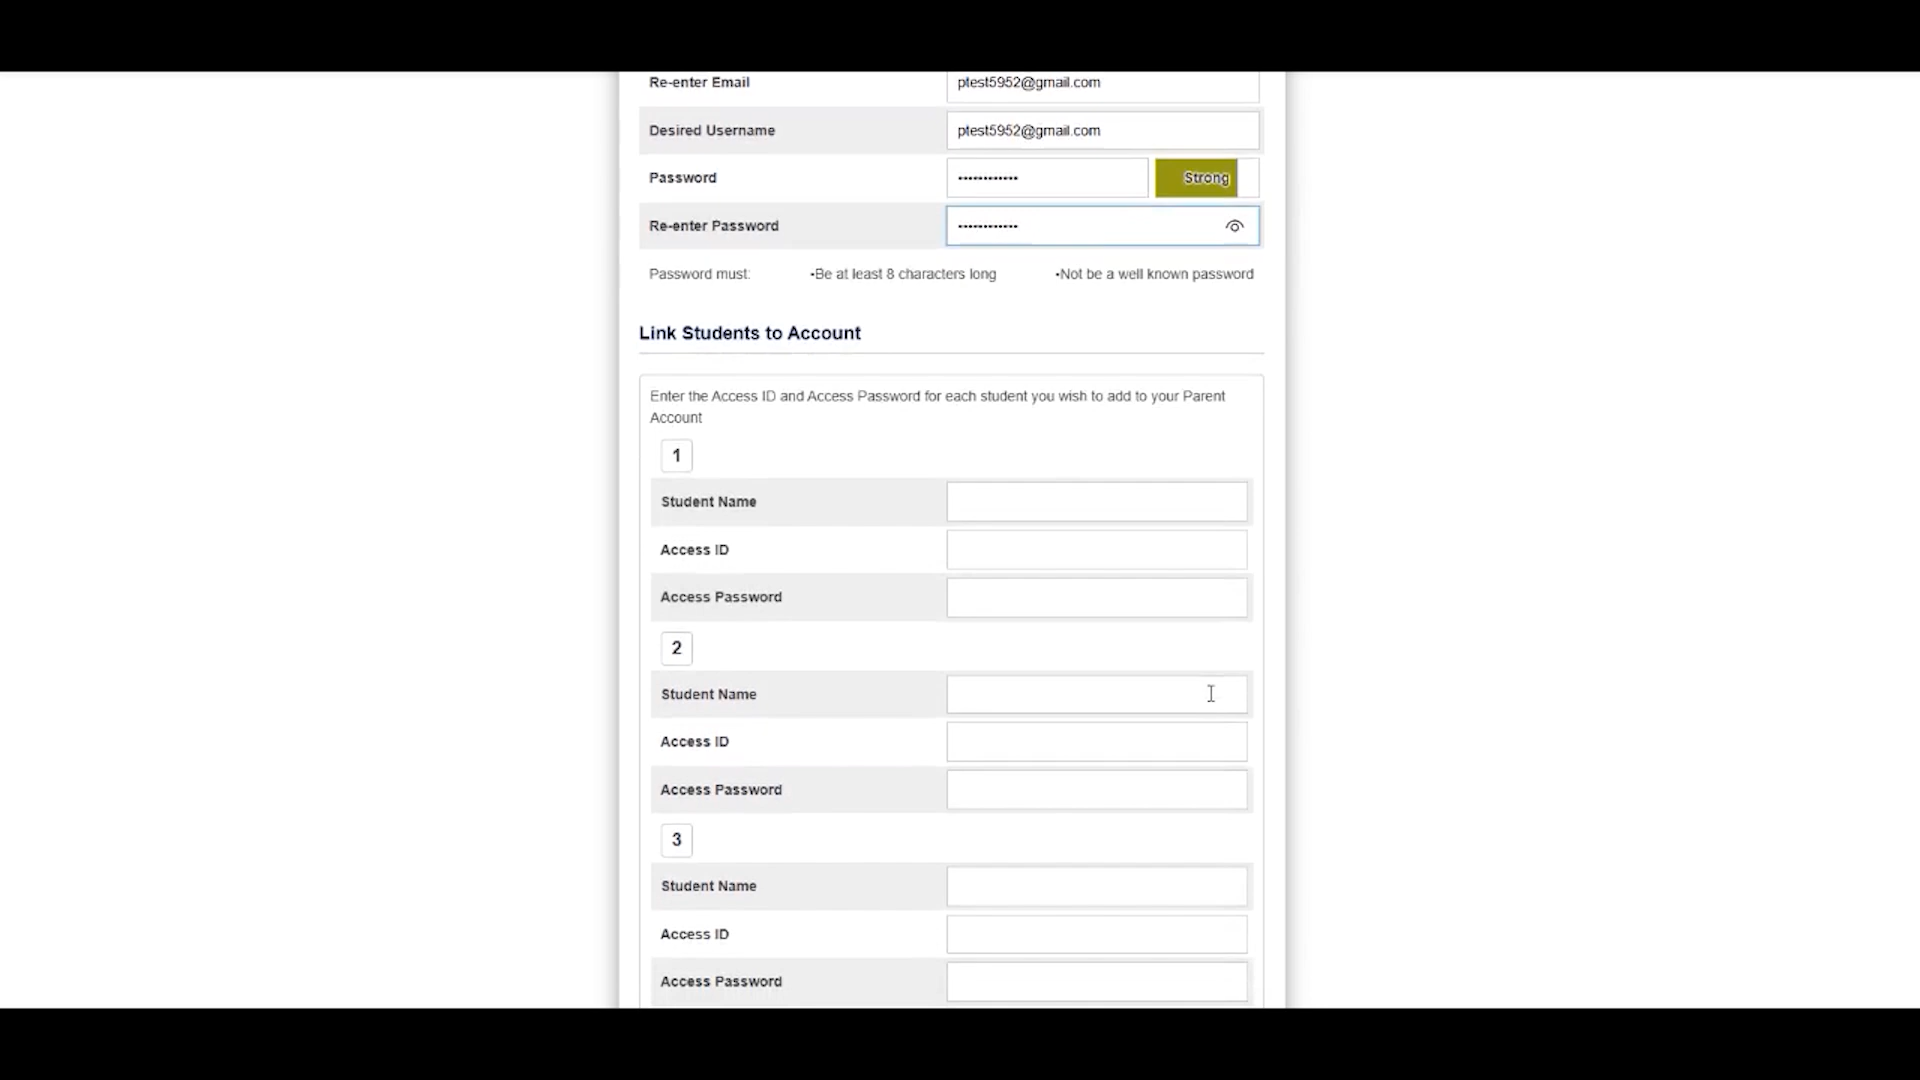 Re-enter Email ptest5952@gmail.com
Desired Username ptest5952@gmail.com
Password •••••••••••• Strong
Re-enter Password ••••••••••••
Password must: •Be at least 8 characters long •Not be a well known password
Link Students to Account
Enter the Access ID and Access Password for each student you wish to add to your Parent
Account
1
Student Name
Access ID
Access Password
2
Student Name
Access ID
Access Password
3
Student Name
Access ID
Access Password